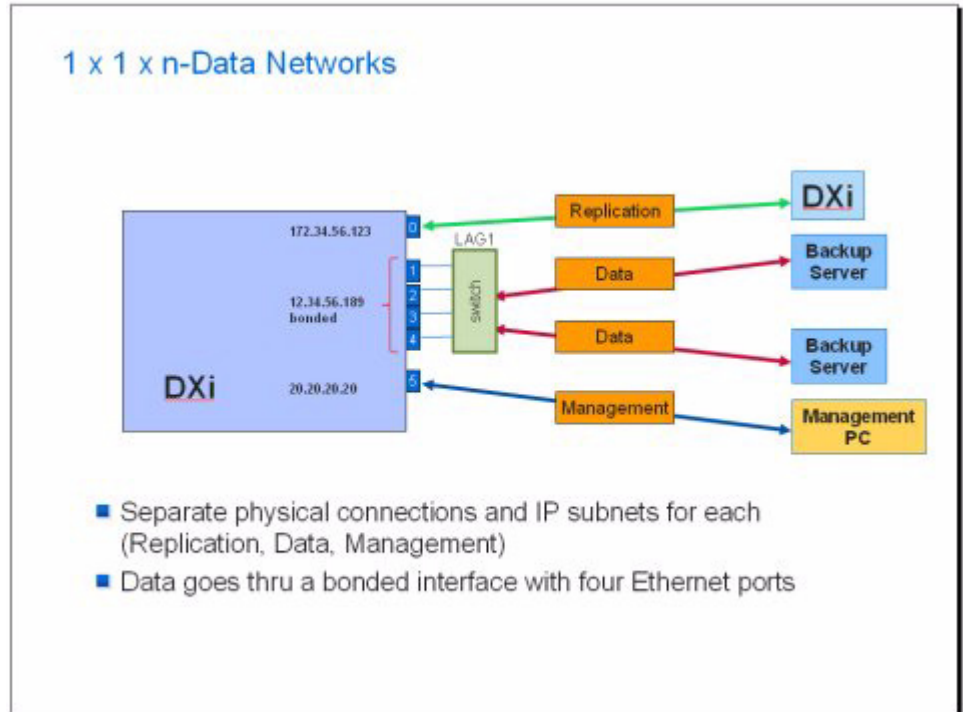 1 x 1 x n-Data Networks
172.34.56.123
0
Replication
DXi
LAG1
1
2
3
4
12.34.56.189
bonded
switch
Data
Backup
Server
Data
Backup
Server
DXi
20.20.20.20
5
Management
Management
PC
Separate physical connections and IP subnets for each
(Replication, Data, Management)
Data goes thru a bonded interface with four Ethernet ports